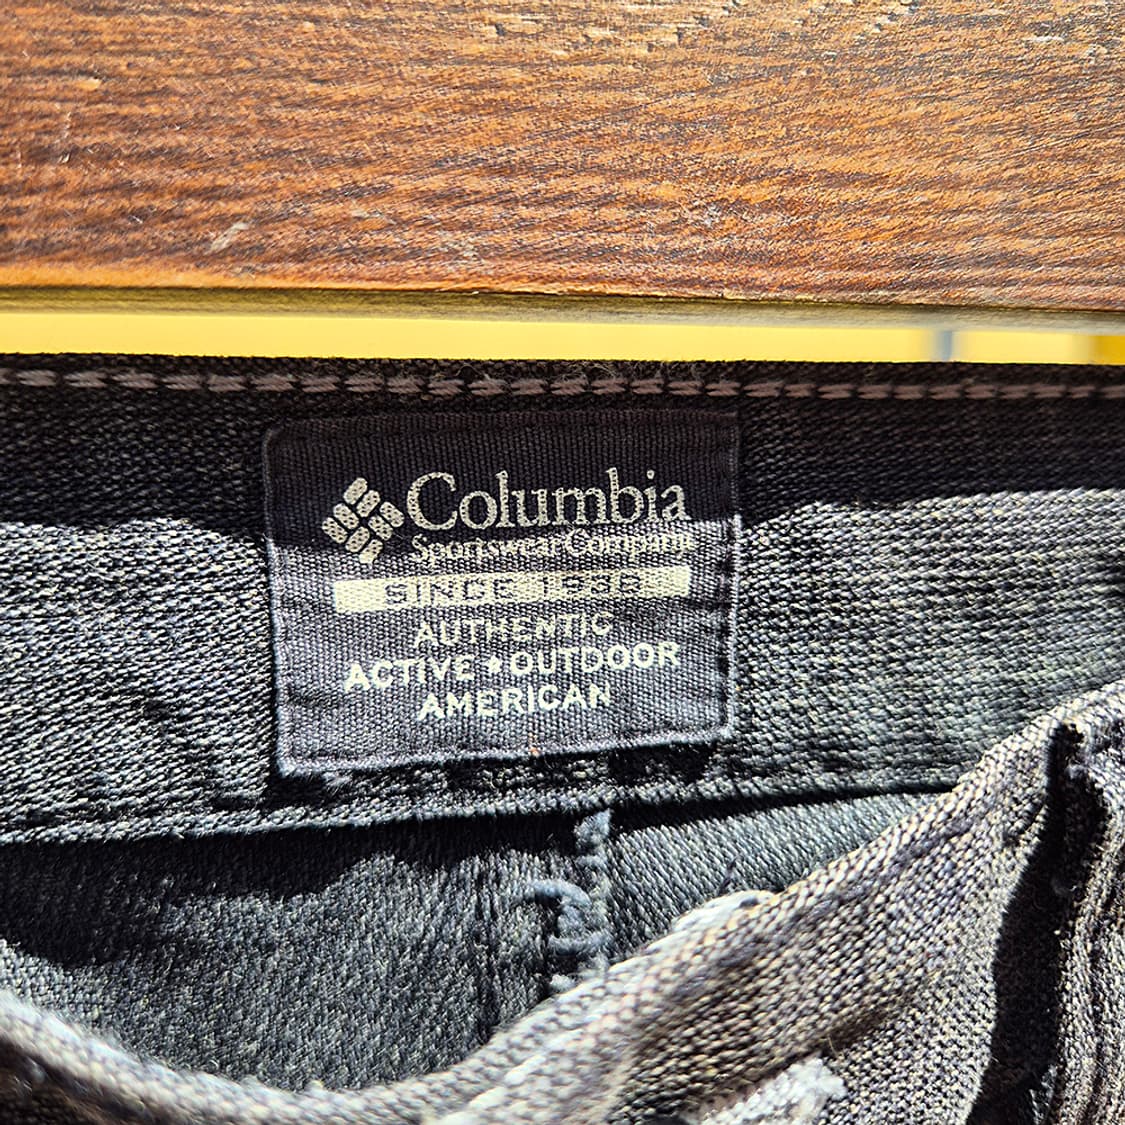 Columbia
Sportswear Company
SINCE 1938
AUTHENTIC
ACTIVE ♦ OUTDOOR
AMERICAN